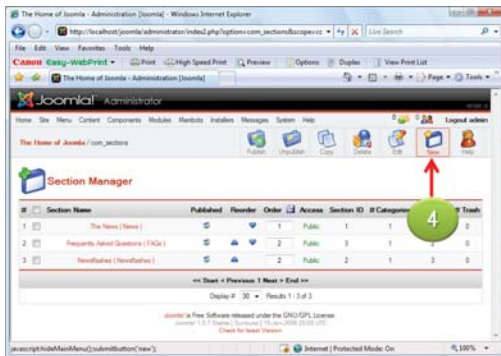 The Home of Joomla - Administration [Joomla] - Windows Internet Explorer
http://localhost/joomla/administrator/index2.php?option=com_sections&scope=cc
Live Search
File Edit View Favorites Tools Help
Canon Easy-WebPrint Print High Speed Print Preview Options Duplex View Print List
The Home of Joomla - Administration [Joomla]
Page Tools
Joomla! Administrator
Home Site Menu Content Components Modules Mambots Installers Messages System Help
Logout admin
The Home of Joomla / com_sections
Publish Unpublish Copy Delete Edit New Help
Section Manager
# Section Name Published Reorder Order Access Section ID # Categories # Trash
4
1 The News ( News ) 1 Public 1 1 0
2 Frequently Asked Questions ( FAQs ) 2 Public 3 1 0
3 Newsflashes ( Newsflashes ) 2 Public 2 1 3 0
<< Start < Previous 1 Next > End >>
Display # 30 Results 1 - 3 of 3
Joomla! is Free Software released under the GNU/GPL License.
Check for latest Version
javascript:hideMainMenu();submitbutton('new');
Internet | Protected Mode: On
100%